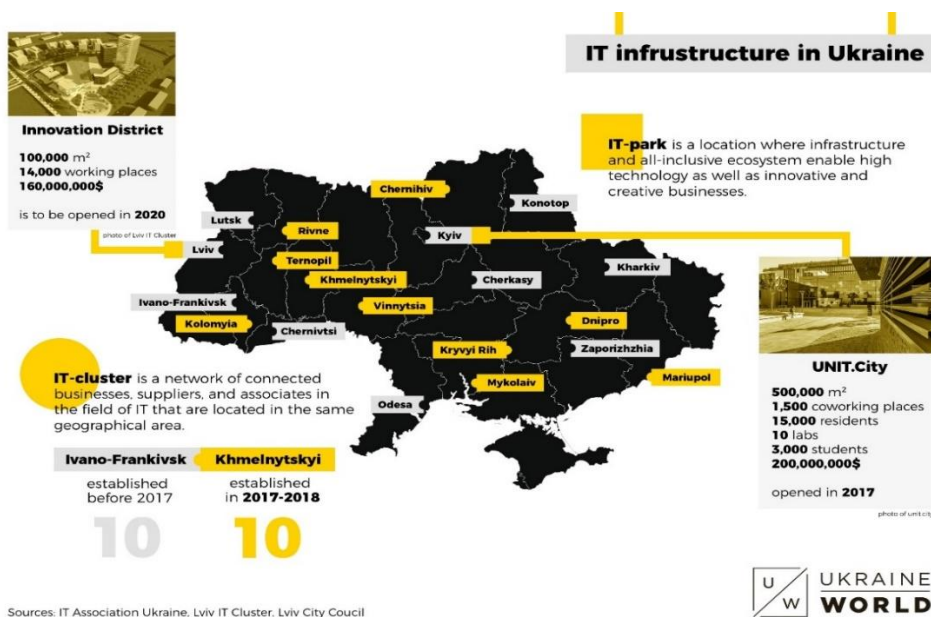 IT infrustructure in Ukraine
Innovation District
100,000 m²
14,000 working places
160,000,000$
is to be opened in 2020
photo of Lviv IT Cluster
IT-park is a location where infrastructure
and all-inclusive ecosystem enable high
technology as well as innovative and
creative businesses.
Chernihiv
Konotop
Lutsk
Rivne
Kyiv
Lviv
Ternopil
Kharkiv
Khmelnytskyi
Cherkasy
Ivano-Frankivsk
Vinnytsia
Kolomyia
Chernivtsi
Dnipro
Kryvyi Rih
Zaporizhzhia
Mykolaiv
Mariupol
Odesa
UNIT.City
500,000 m²
1,500 coworking places
15,000 residents
10 labs
3,000 students
200,000,000$
opened in 2017
photo of unit.city
IT-cluster is a network of connected
businesses, suppliers, and associates in
the field of IT that are located in the same
geographical area.
Ivano-Frankivsk Khmelnytskyi
established established
before 2017 in 2017-2018
10 10
Sources: IT Association Ukraine, Lviv IT Cluster, Lviv City Coucil
U W
UKRAINE
WORLD